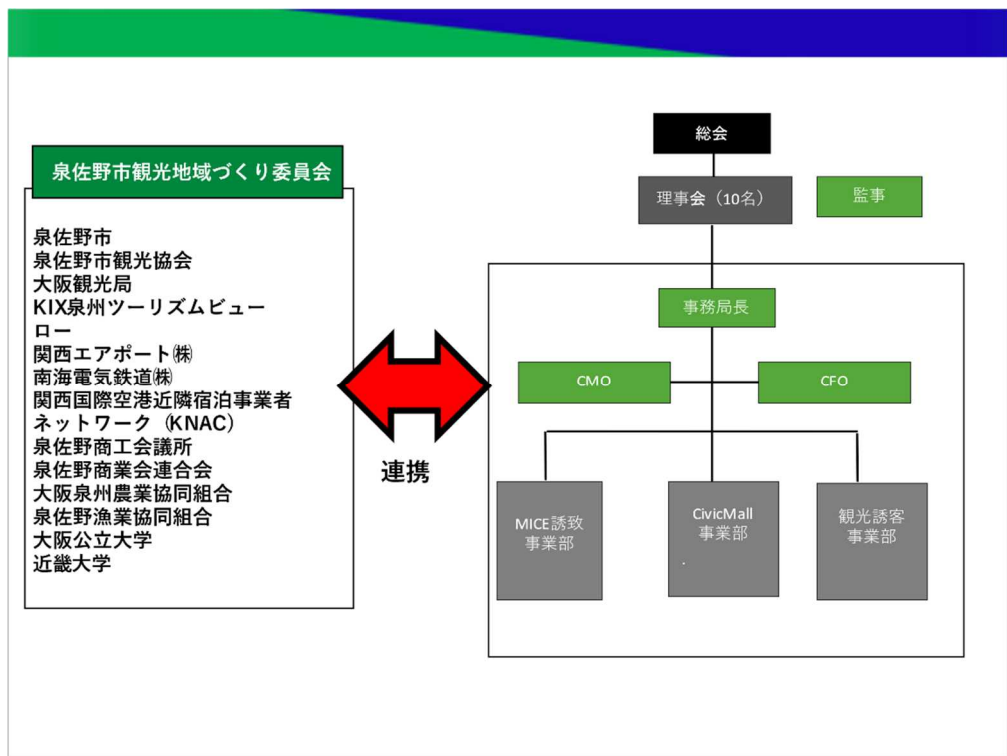 泉佐野市観光地域づくり委員会
泉佐野市
泉佐野市観光協会
大阪観光局
KIX泉州ツーリズムビュー
ロー
関西エアポート㈱
南海電気鉄道㈱
関西国際空港近隣宿泊事業者
ネットワーク（KNAC）
泉佐野商工会議所
泉佐野商業会連合会
大阪泉州農業協同組合
泉佐野漁業協同組合
大阪公立大学
近畿大学
連携
総会
理事会（10名）
監事
事務局長
CMO
CFO
MICE誘致
事業部
CivicMall
事業部
.
観光誘客
事業部